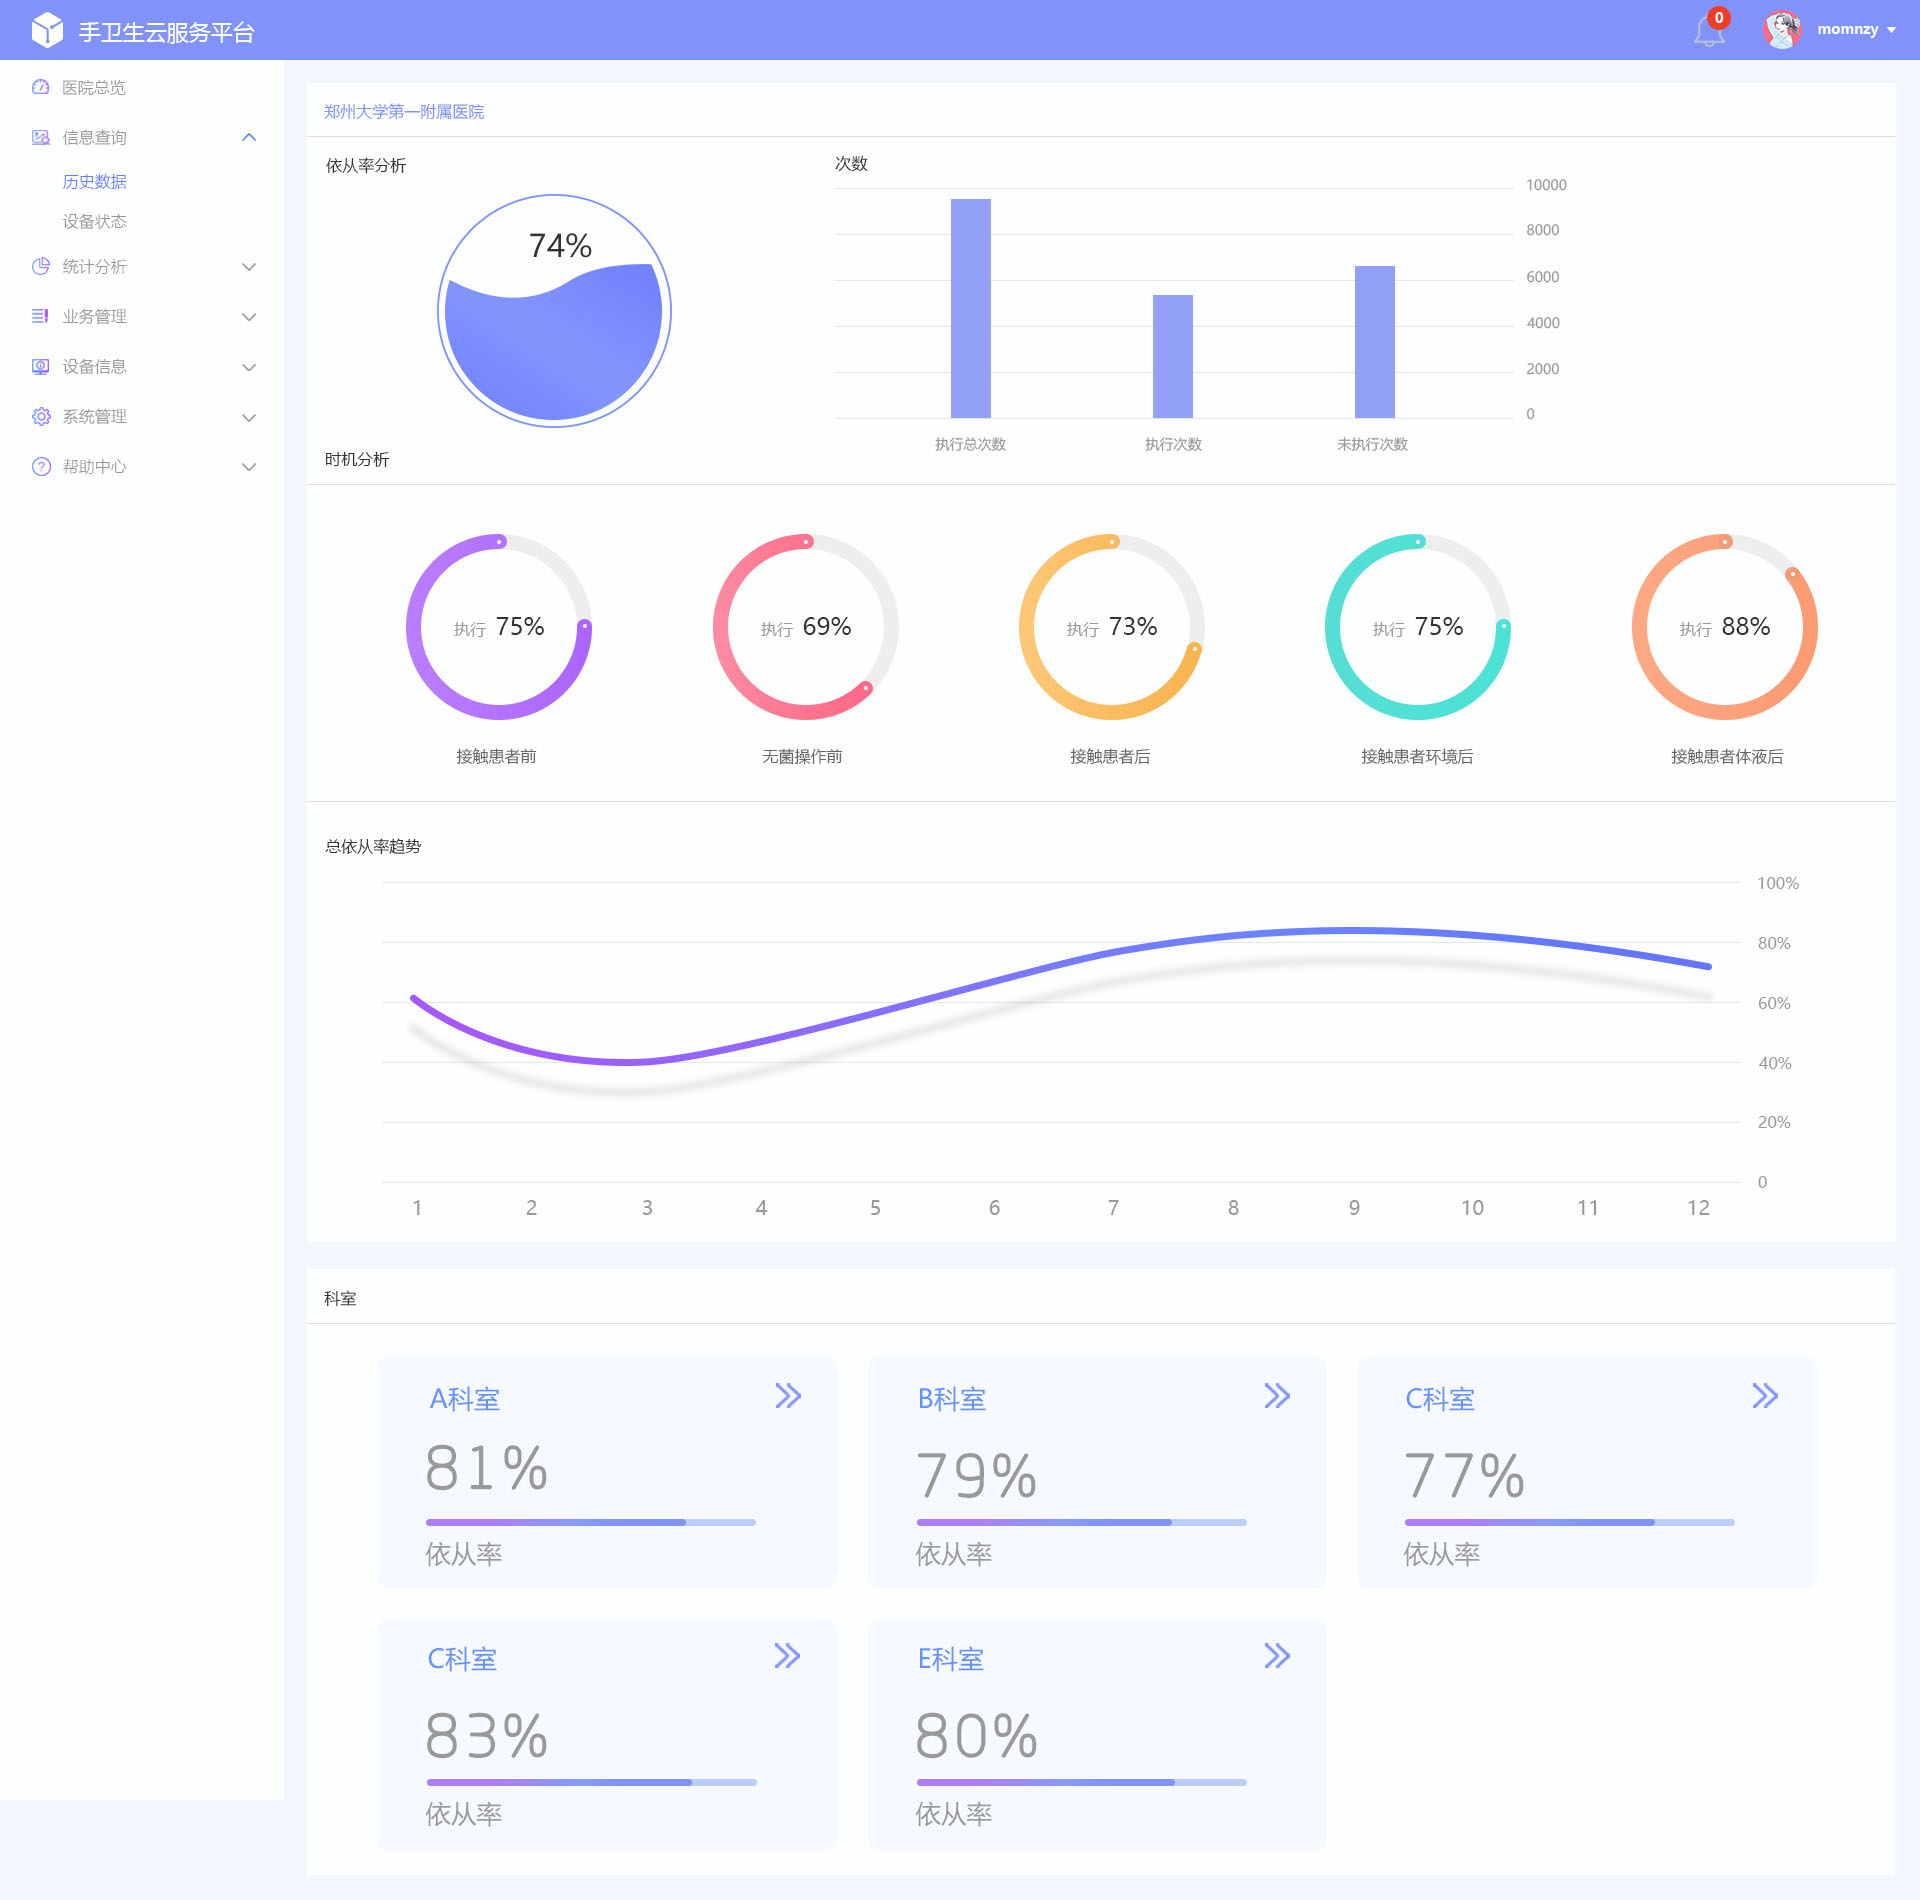 手卫生云服务平台
0
momnzy
医院总览
信息查询
历史数据
设备状态
统计分析
业务管理
设备信息
系统管理
帮助中心
郑州大学第一附属医院
依从率分析
74%
次数
10000
8000
6000
4000
2000
0
执行总次数 执行次数 未执行次数
时机分析
执行 75% 执行 69% 执行 73% 执行 75% 执行 88%
接触患者前 无菌操作前 接触患者后 接触患者环境后 接触患者体液后
总依从率趋势
100%
80%
60%
40%
20%
0
1 2 3 4 5 6 7 8 9 10 11 12
科室
A科室
81%
依从率
B科室
79%
依从率
C科室
77%
依从率
C科室
83%
依从率
E科室
80%
依从率